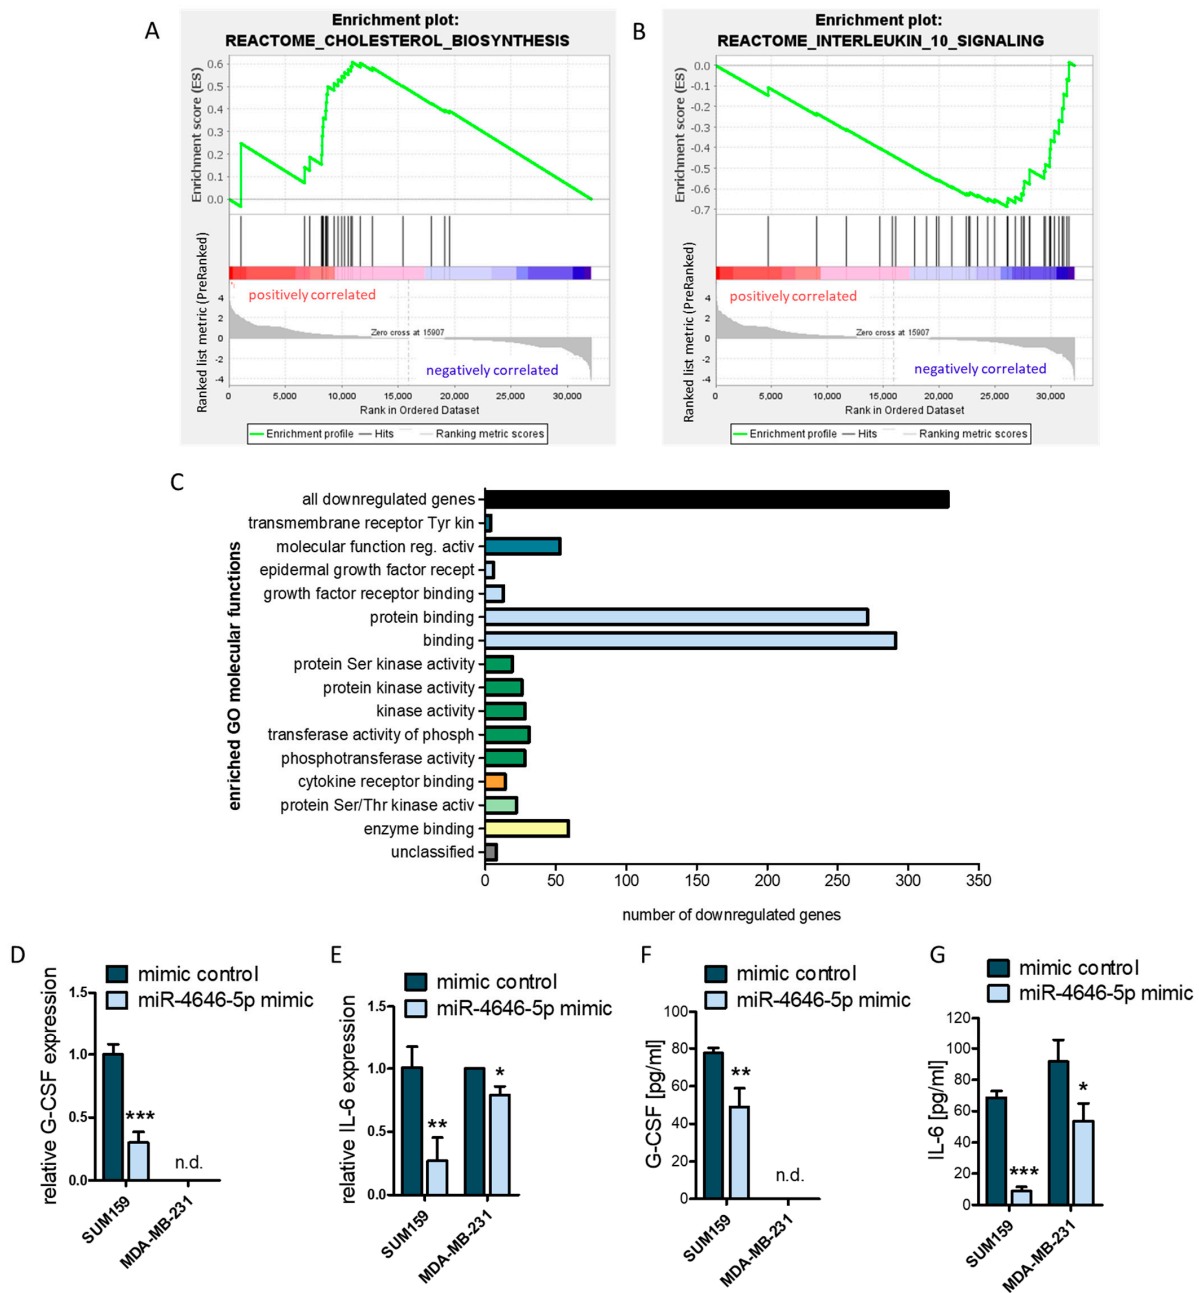 A
Enrichment plot:
REACTOME_CHOLESTEROL_BIOSYNTHESIS
Enrichment score (ES)
0.6
0.5
0.4
0.3
0.2
0.1
0.0
Ranked list metric (PreRanked)
positively correlated
4
2
0
-2
-4
Zero cross at 15907
negatively correlated
0 5,000 10,000 15,000 20,000 25,000 30,000
Rank in Ordered Dataset
Enrichment profile Hits Ranking metric scores
B
Enrichment plot:
REACTOME_INTERLEUKIN_10_SIGNALING
Enrichment score (ES)
0.0
-0.1
-0.2
-0.3
-0.4
-0.5
-0.6
-0.7
Ranked list metric (PreRanked)
positively correlated
4
2
0
-2
-4
Zero cross at 15907
negatively correlated
0 5,000 10,000 15,000 20,000 25,000 30,000
Rank in Ordered Dataset
Enrichment profile Hits Ranking metric scores
C
enriched GO molecular functions
all downregulated genes
transmembrane receptor Tyr kin
molecular function reg. activ
epidermal growth factor recept
growth factor receptor binding
protein binding
binding
protein Ser kinase activity
protein kinase activity
kinase activity
transferase activity of phosph
phosphotransferase activity
cytokine receptor binding
protein Ser/Thr kinase activ
enzyme binding
unclassified
0 50 100 150 200 250 300 350
number of downregulated genes
D
mimic control
miR-4646-5p mimic
relative G-CSF expression
1.5
1.0
0.5
0.0
***
n.d.
SUM159
MDA-MB-231
E
mimic control
miR-4646-5p mimic
relative IL-6 expression
1.5
1.0
0.5
0.0
**
*
SUM159
MDA-MB-231
F
mimic control
miR-4646-5p mimic
G-CSF [pg/ml]
100
80
60
40
20
0
**
n.d.
SUM159
MDA-MB-231
G
mimic control
miR-4646-5p mimic
IL-6 [pg/ml]
120
100
80
60
40
20
0
***
*
SUM159
MDA-MB-231